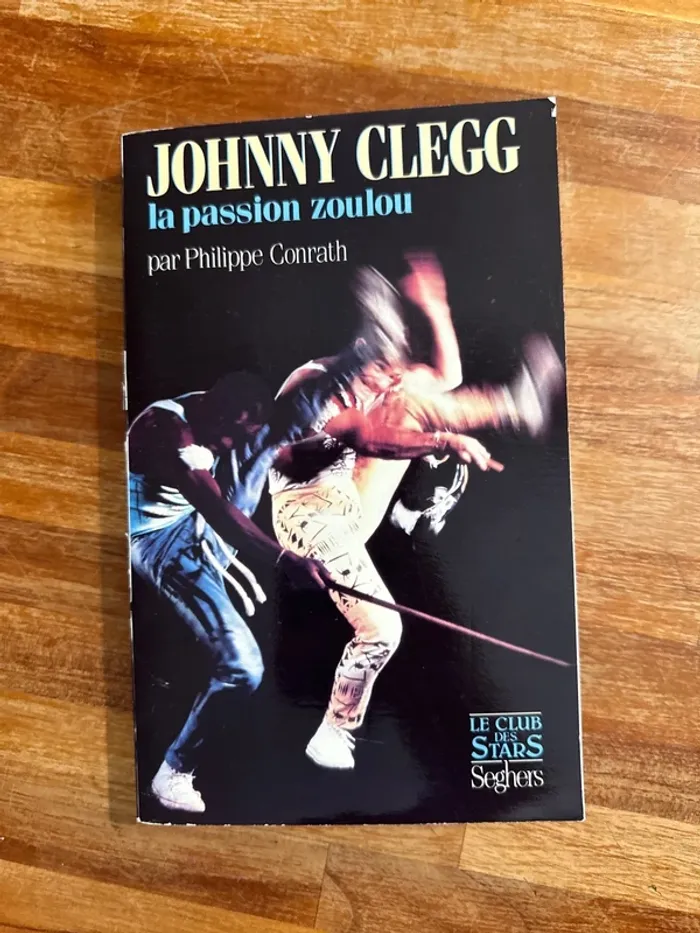 JOHNNY CLEGG
la passion zoulou
par Philippe Conrath
LE CLUB
DES
STARS
Seghers